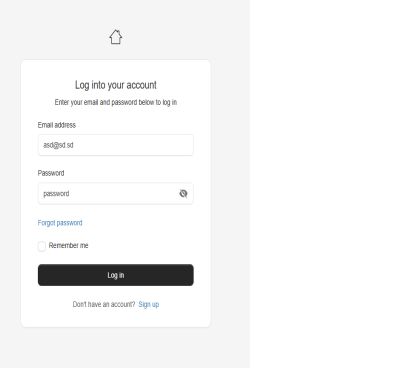 Log into your account
Enter your email and password below to log in
Email address
asd@sd.sd
Password
password
Forgot password
Remember me
Log in
Don't have an account? Sign up